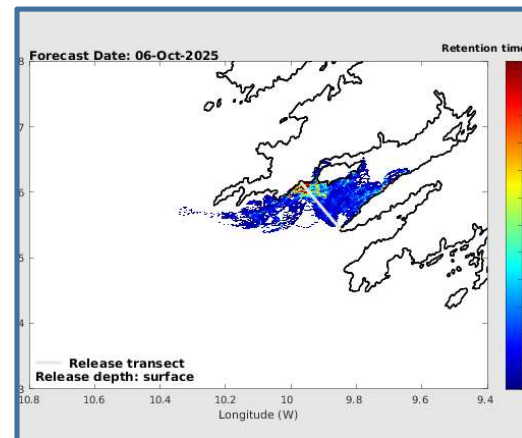 Retention time
Forecast Date: 06-Oct-2025
8
7
6
5
4
3
Release transect
Release depth: surface
10.8 10.6 10.4 10.2 10 9.8 9.6 9.4
Longitude (W)